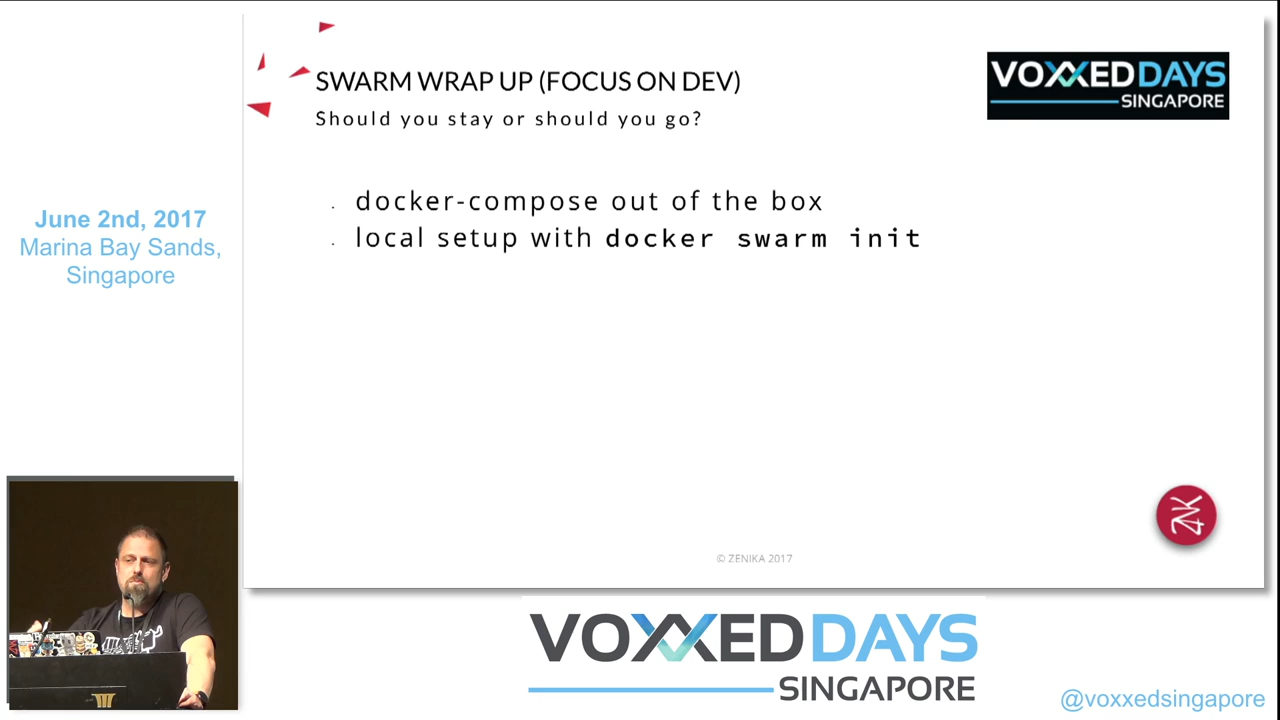 SWARM WRAP UP (FOCUS ON DEV)
Should you stay or should you go?
VOXXEDDAYS
SINGAPORE
docker-compose out of the box
local setup with docker swarm init
June 2nd, 2017
Marina Bay Sands,
Singapore
© ZENIKA 2017
VOXXEDDAYS
SINGAPORE
@voxxedsingapore